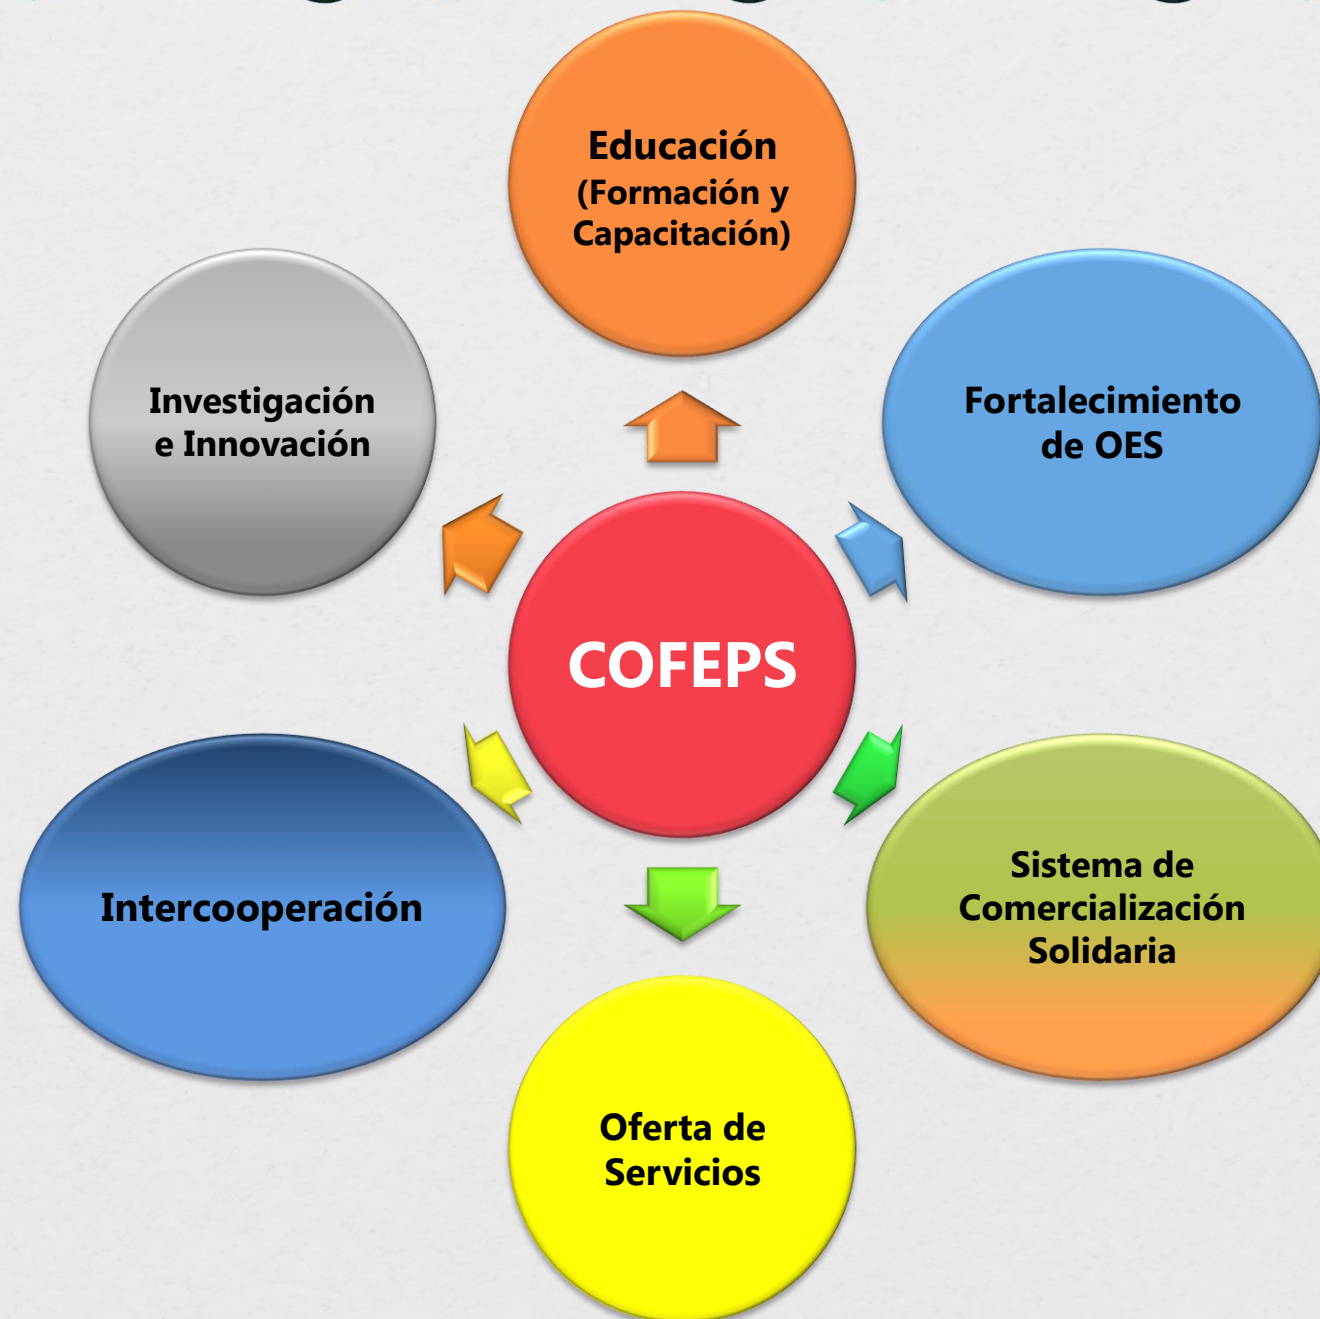 Educación
(Formación y
Capacitación)
Investigación
e Innovación
Fortalecimiento
de OES
COFEPS
Intercooperación
Sistema de
Comercialización
Solidaria
Oferta de
Servicios